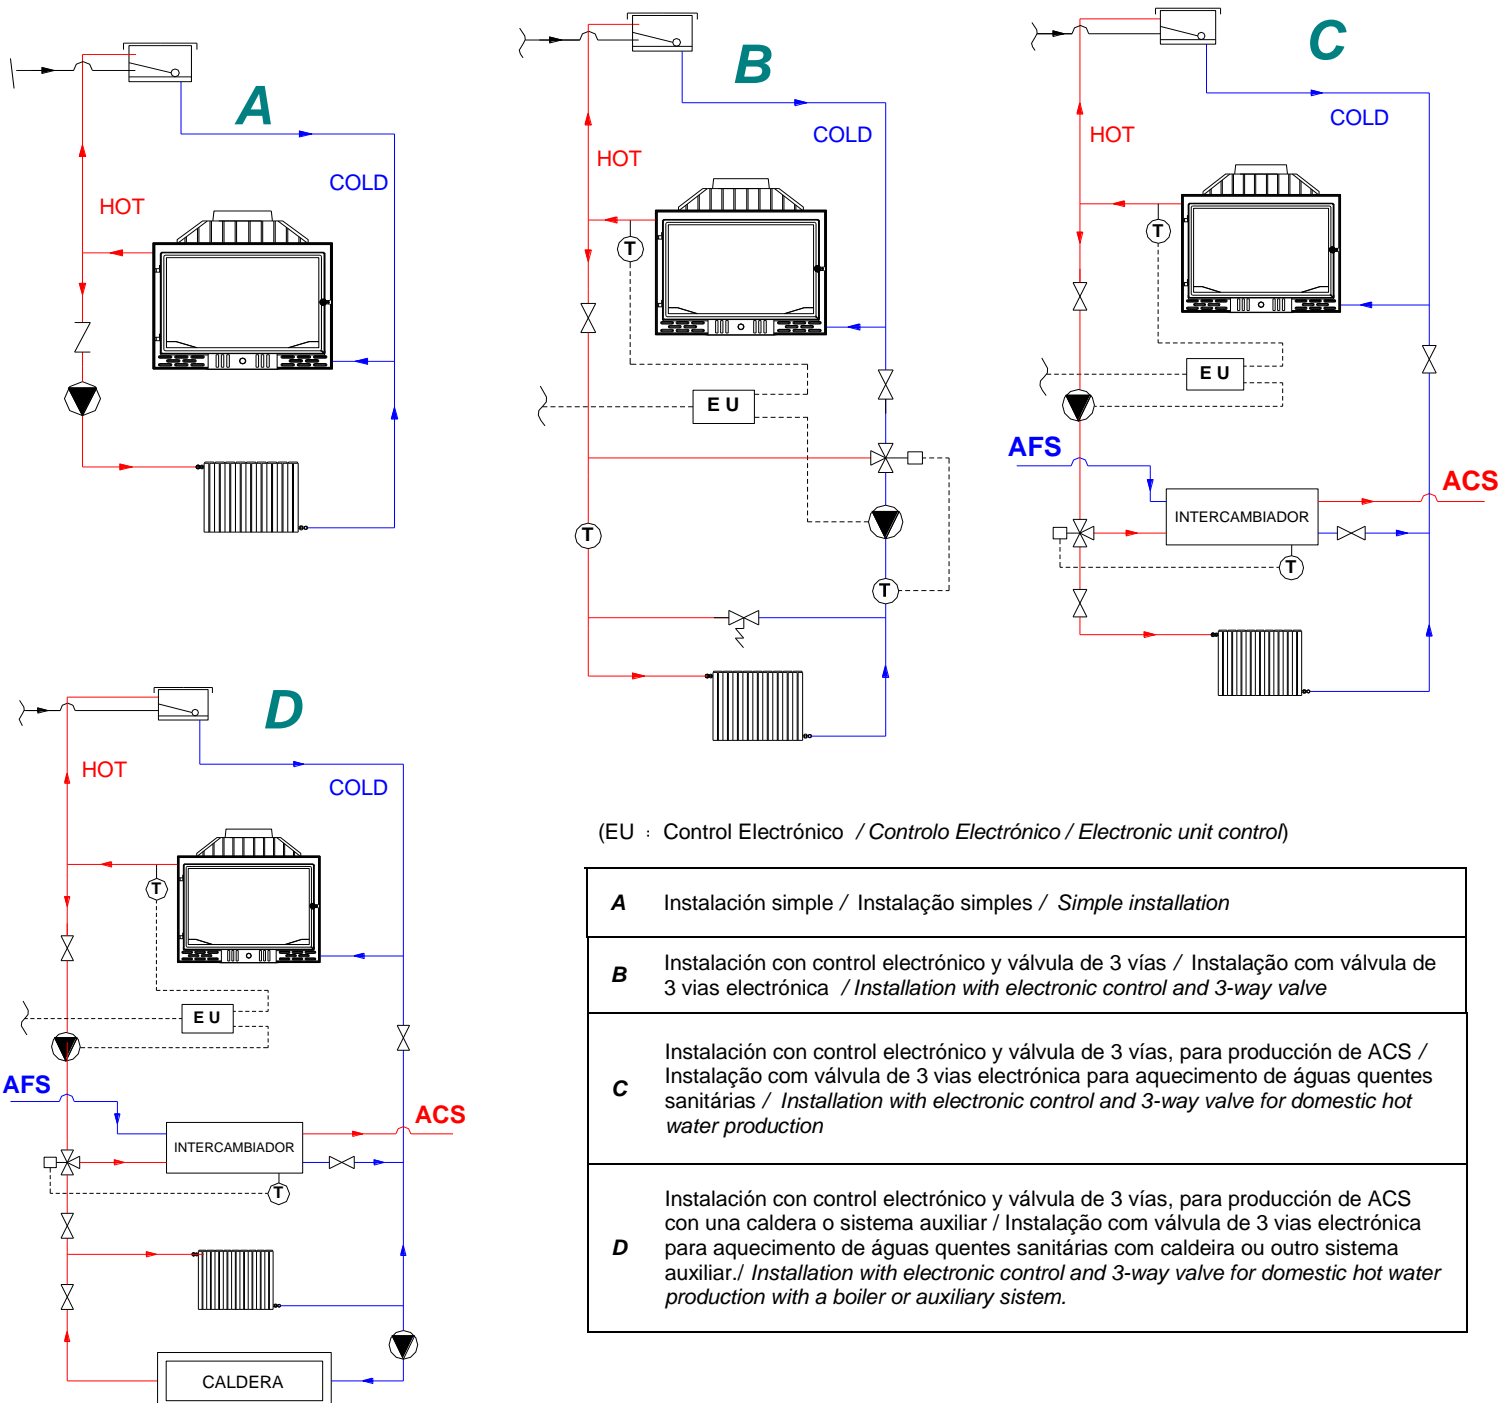 A
HOT
COLD
B
HOT
COLD
T
E U
T
T
C
HOT
COLD
T
E U
AFS
ACS
INTERCAMBIADOR
T
D
HOT
COLD
T
E U
AFS
ACS
INTERCAMBIADOR
T
CALDERA
(EU : Control Electrónico / Controlo Electrónico / Electronic unit control)
A Instalación simple / Instalação simples / Simple installation
B Instalación con control electrónico y válvula de 3 vías / Instalação com válvula de
3 vias electrónica / Installation with electronic control and 3-way valve
C Instalación con control electrónico y válvula de 3 vías, para producción de ACS /
Instalação com válvula de 3 vias electrónica para aquecimento de águas quentes
sanitárias / Installation with electronic control and 3-way valve for domestic hot
water production
D Instalación con control electrónico y válvula de 3 vías, para producción de ACS
con una caldera o sistema auxiliar / Instalação com válvula de 3 vias electrónica
para aquecimento de águas quentes sanitárias com caldeira ou outro sistema
auxiliar./ Installation with electronic control and 3-way valve for domestic hot water
production with a boiler or auxiliary sistem.